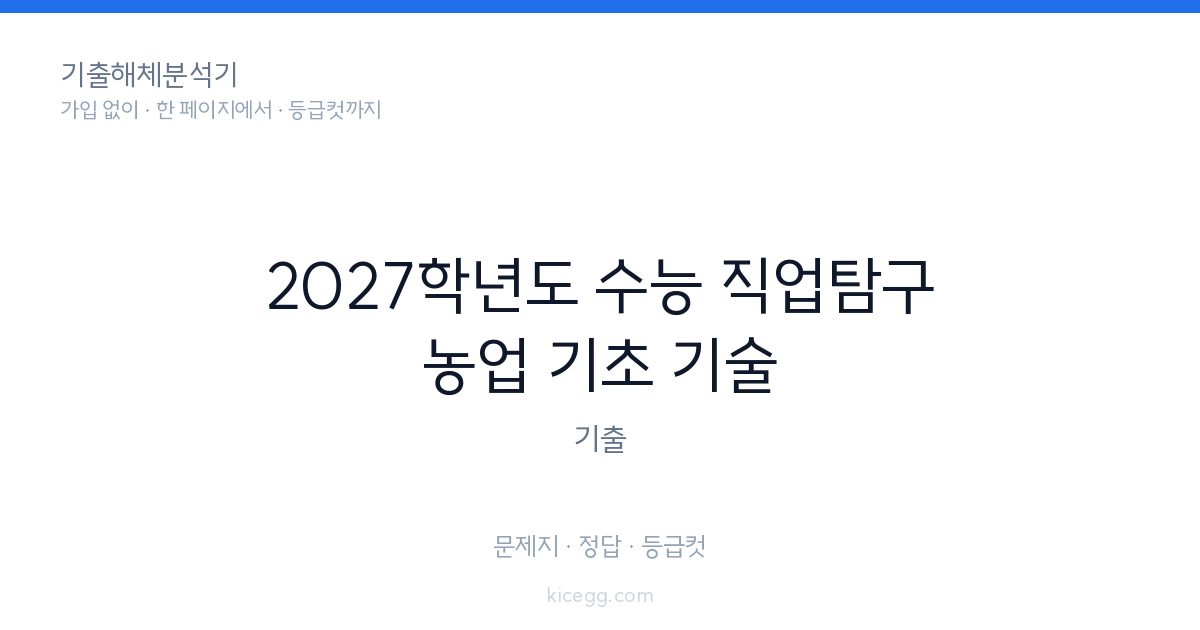 기출해체분석기
가입 없이 · 한 페이지에서 · 등급컷까지
2027학년도 수능 직업탐구
농업 기초 기술
기출
문제지 · 정답 · 등급컷
kicegg.com